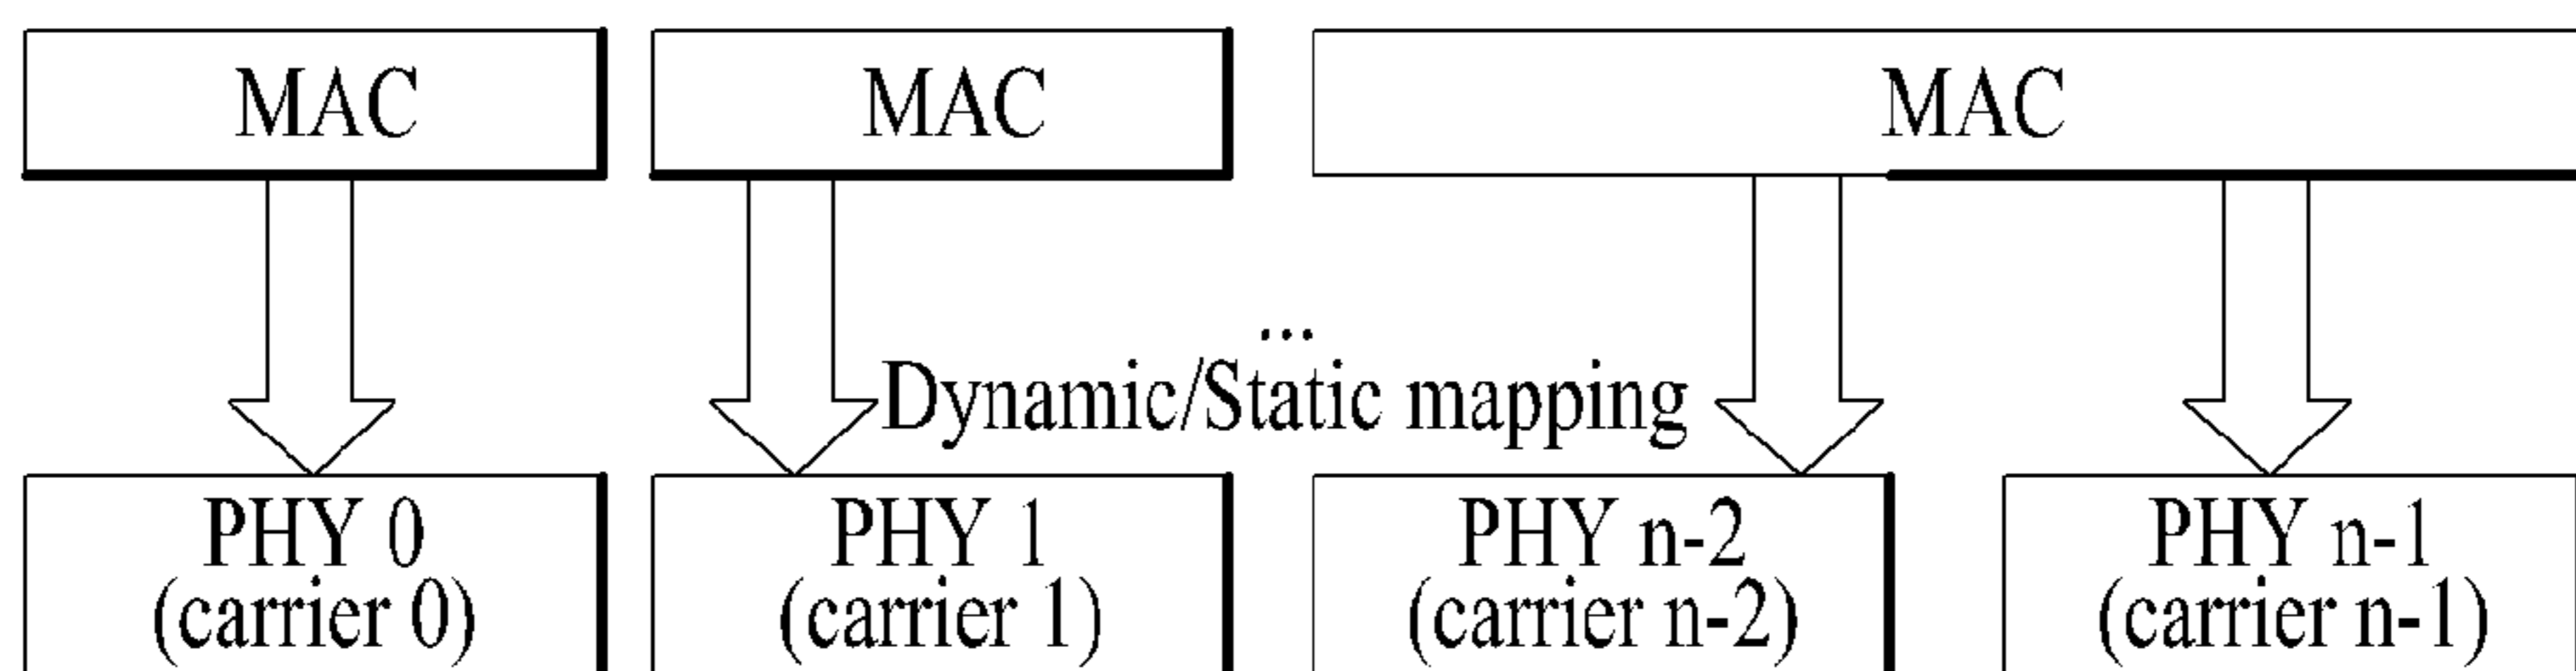 MAC
MAC
MAC
...
Dynamic/Static mapping
PHY 0
(carrier 0)
PHY 1
(carrier 1)
PHY n-2
(carrier n-2)
PHY n-1
(carrier n-1)